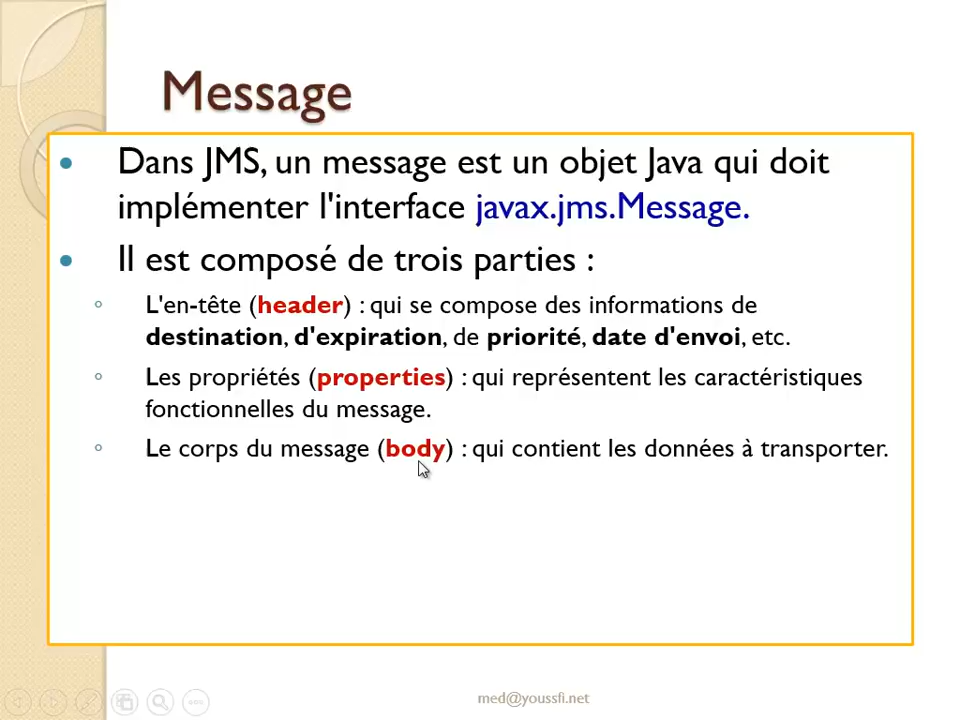 Message
Dans JMS, un message est un objet Java qui doit
implémenter l'interface javax.jms.Message.
Il est composé de trois parties :
L'en-tête (header) : qui se compose des informations de
destination, d'expiration, de priorité, date d'envoi, etc.
Les propriétés (properties) : qui représentent les caractéristiques
fonctionnelles du message.
Le corps du message (body) : qui contient les données à transporter.
med@youssfi.net